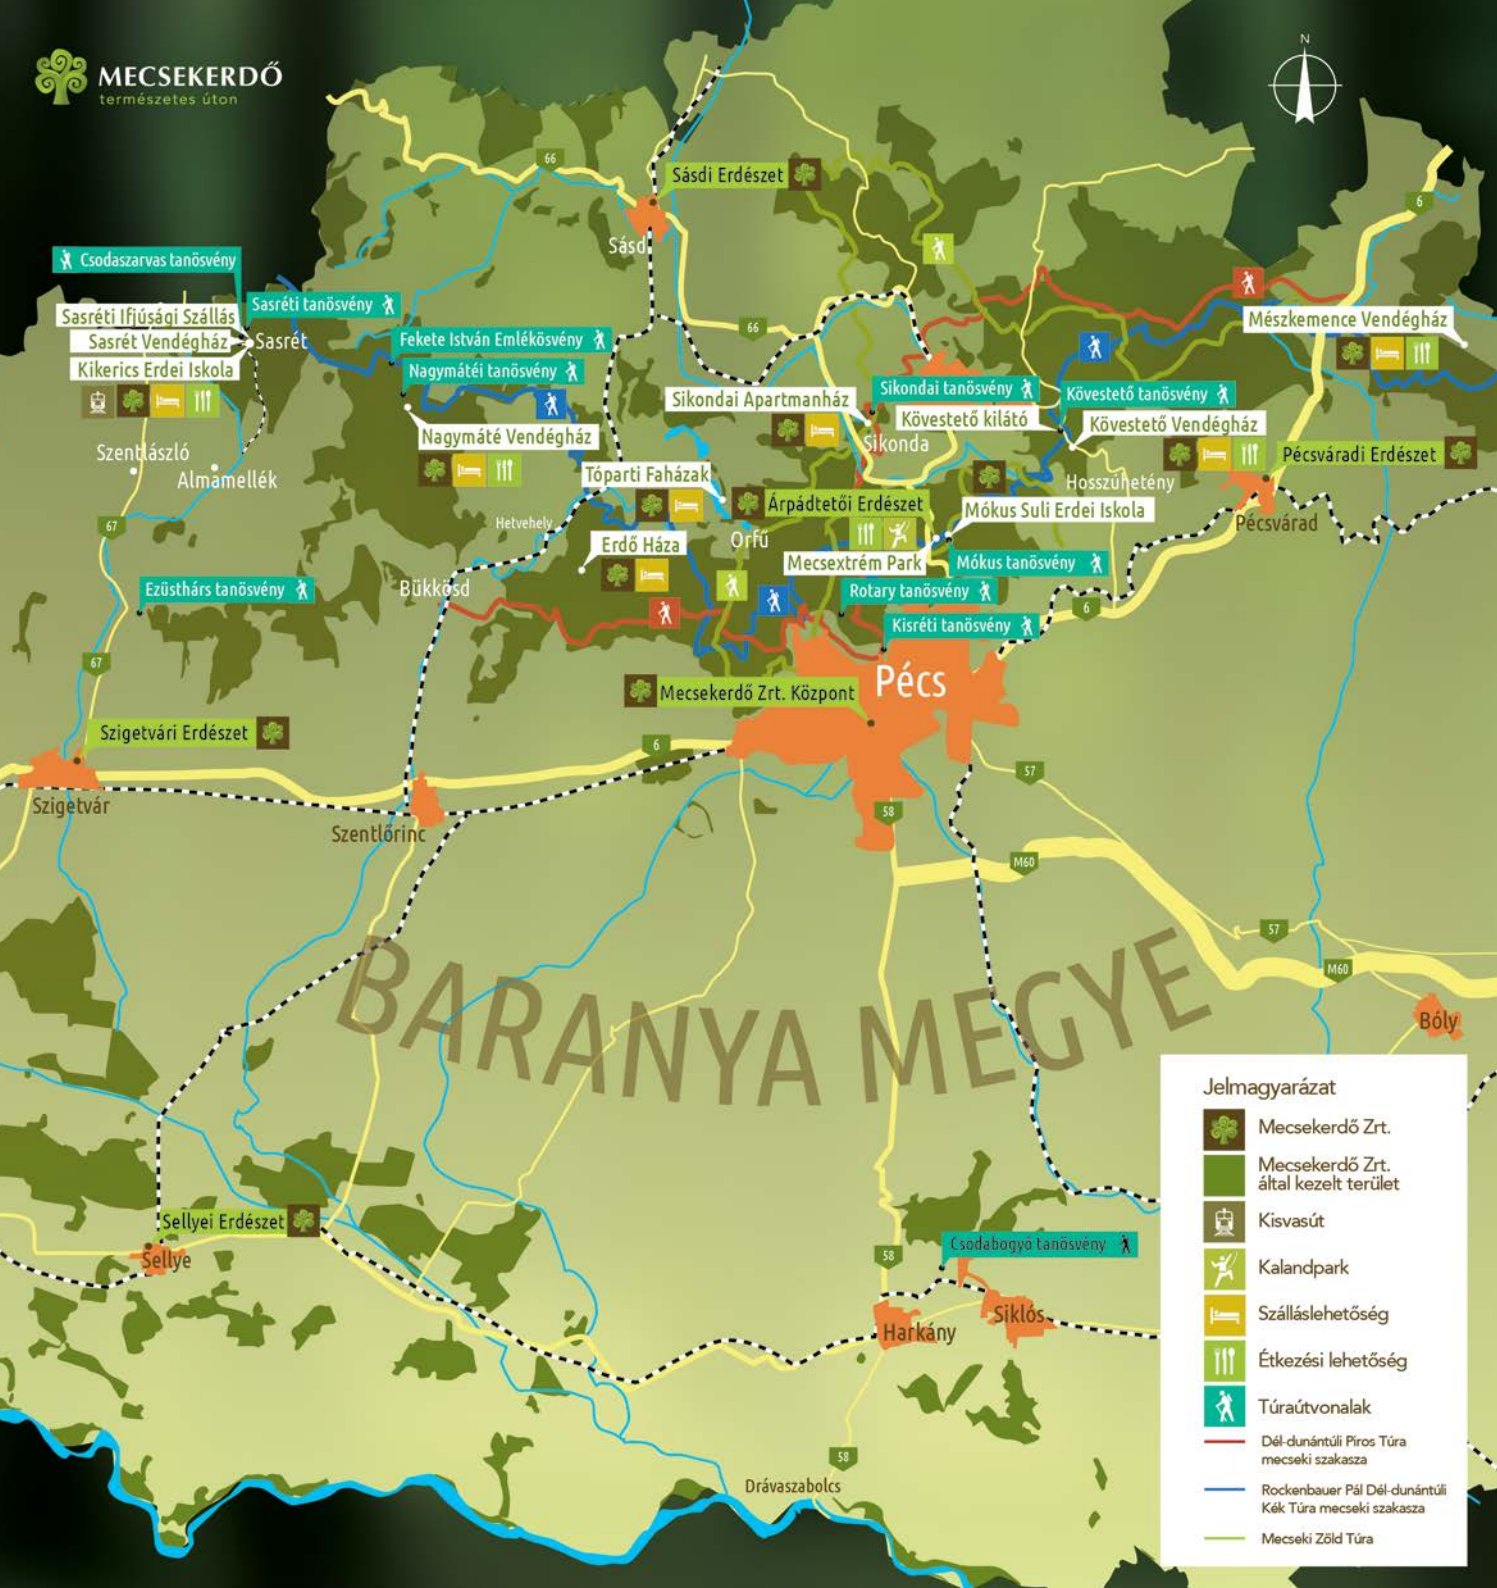 MECSEKERDŐ
természetes úton
N
66
6
Sásdi Erdészet
Sásd
Csodaszarvas tanösvény
Sasréti tanösvény
Sasréti Ifjúsági Szállás
Sasrét Vendégház
Sasrét
Kikerics Erdei Iskola
Fekete István Emlékösvény
Nagymátéi tanösvény
66
Mészkemence Vendégház
Sikondai tanösvény
Kövestető tanösvény
Sikondai Apartmanház
Kövestető kilátó
Kövestető Vendégház
Nagymáté Vendégház
Sikonda
Szentlászló
Almamellék
Pécsváradi Erdészet
Tóparti Faházak
Hosszúhetény
Árpádtetői Erdészet
Mókus Suli Erdei Iskola
Pécsvárad
67
Hetvehely
Orfű
Erdő Háza
Mecsextrém Park
Mókus tanösvény
Ezüsthárs tanösvény
Bükkösd
Rotary tanösvény
6
Kisréti tanösvény
67
Pécs
Mecsekerdő Zrt. Központ
Szigetvári Erdészet
6
57
Szigetvár
Szentlőrinc
58
M60
57
M60
BARANYA MEGYE
Bóly
Sellyei Erdészet
Sellye
Csodabogyó tanösvény
58
Siklós
Harkány
58
Drávaszabolcs
Jelmagyarázat
Mecsekerdő Zrt.
Mecsekerdő Zrt.
által kezelt terület
Kisvasút
Kalandpark
Szálláslehetőség
Étkezési lehetőség
Túraútvonalak
Dél-dunántúli Piros Túra
mecseki szakasza
Rockenbauer Pál Dél-dunántúli
Kék Túra mecseki szakasza
Mecseki Zöld Túra